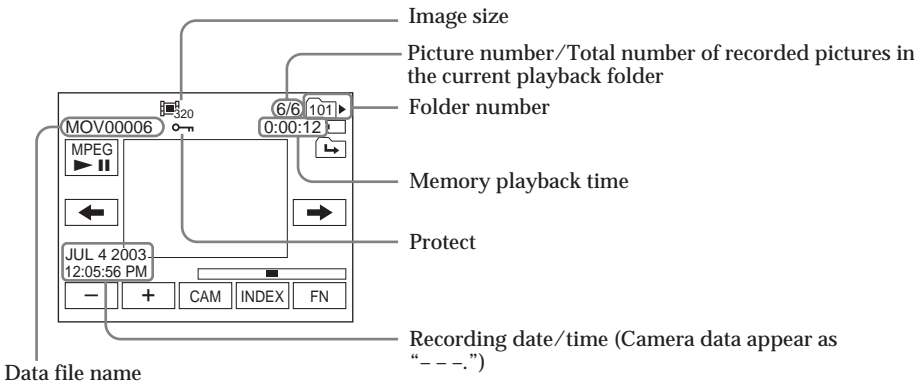 Image size
Picture number/Total number of recorded pictures in
the current playback folder
Folder number
320
6/6
101
MOV00006
0:00:12
MPEG
Memory playback time
Protect
JUL 4 2003
12:05:56 PM
− + CAM INDEX FN
Recording date/time (Camera data appear as
“– – –.”)
Data file name